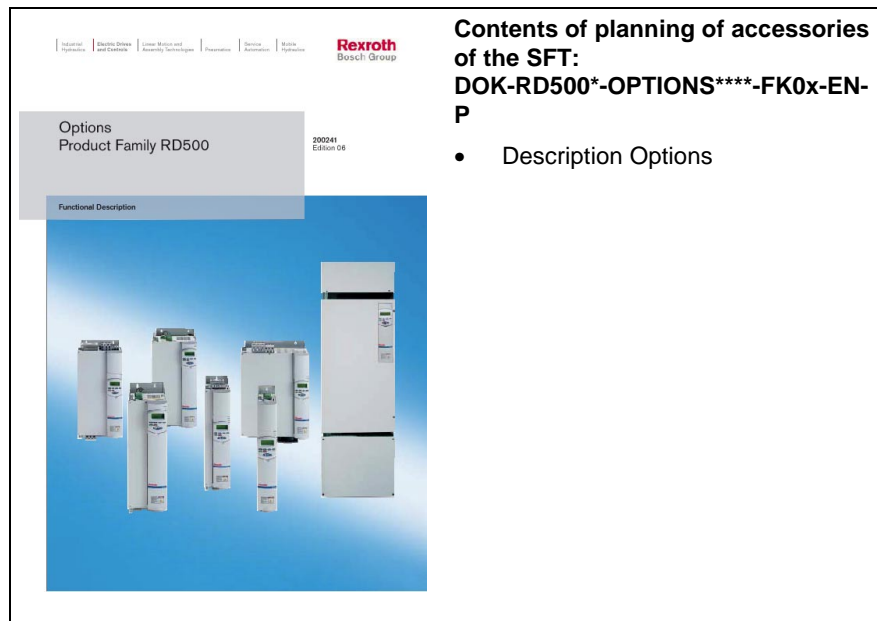 Industrial Hydraulics
Electric Drives and Controls
Linear Motion and Assembly Technologies
Pneumatics
Service Automation
Mobile Hydraulics
Rexroth
Bosch Group
Options
Product Family RD500
200241
Edition 06
Functional Description
Contents of planning of accessories
of the SFT:
DOK-RD500*-OPTIONS****-FK0x-EN-
P
• Description Options